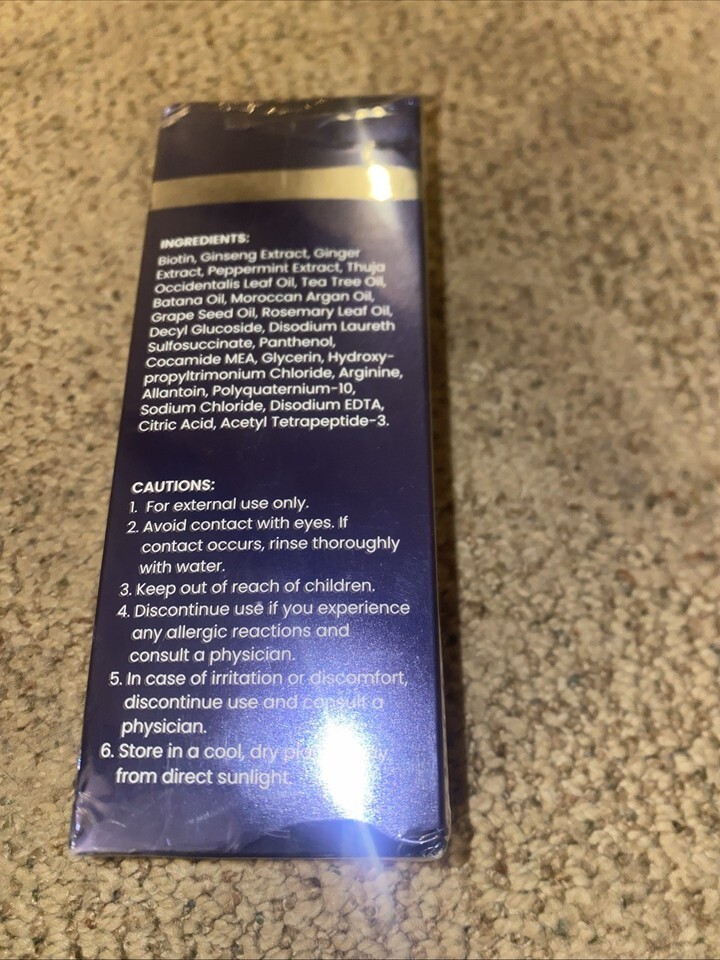 INGREDIENTS:
Biotin, Ginseng Extract, Ginger
Extract, Peppermint Extract, Thuja
Occidentalis Leaf Oil, Tea Tree Oil,
Batana Oil, Moroccan Argan Oil,
Grape Seed Oil, Rosemary Leaf Oil,
Decyl Glucoside, Disodium Laureth
Sulfosuccinate, Panthenol,
Cocamide MEA, Glycerin, Hydroxy-
propyltrimonium Chloride, Arginine,
Allantoin, Polyquaternium-10,
Sodium Chloride, Disodium EDTA,
Citric Acid, Acetyl Tetrapeptide-3.
CAUTIONS:
1. For external use only.
2. Avoid contact with eyes. If
contact occurs, rinse thoroughly
with water.
3. Keep out of reach of children.
4. Discontinue use if you experience
any allergic reactions and
consult a physician.
5. In case of irritation or discomfort,
discontinue use and consult a
physician.
6. Store in a cool, dry
from direct sunlight.